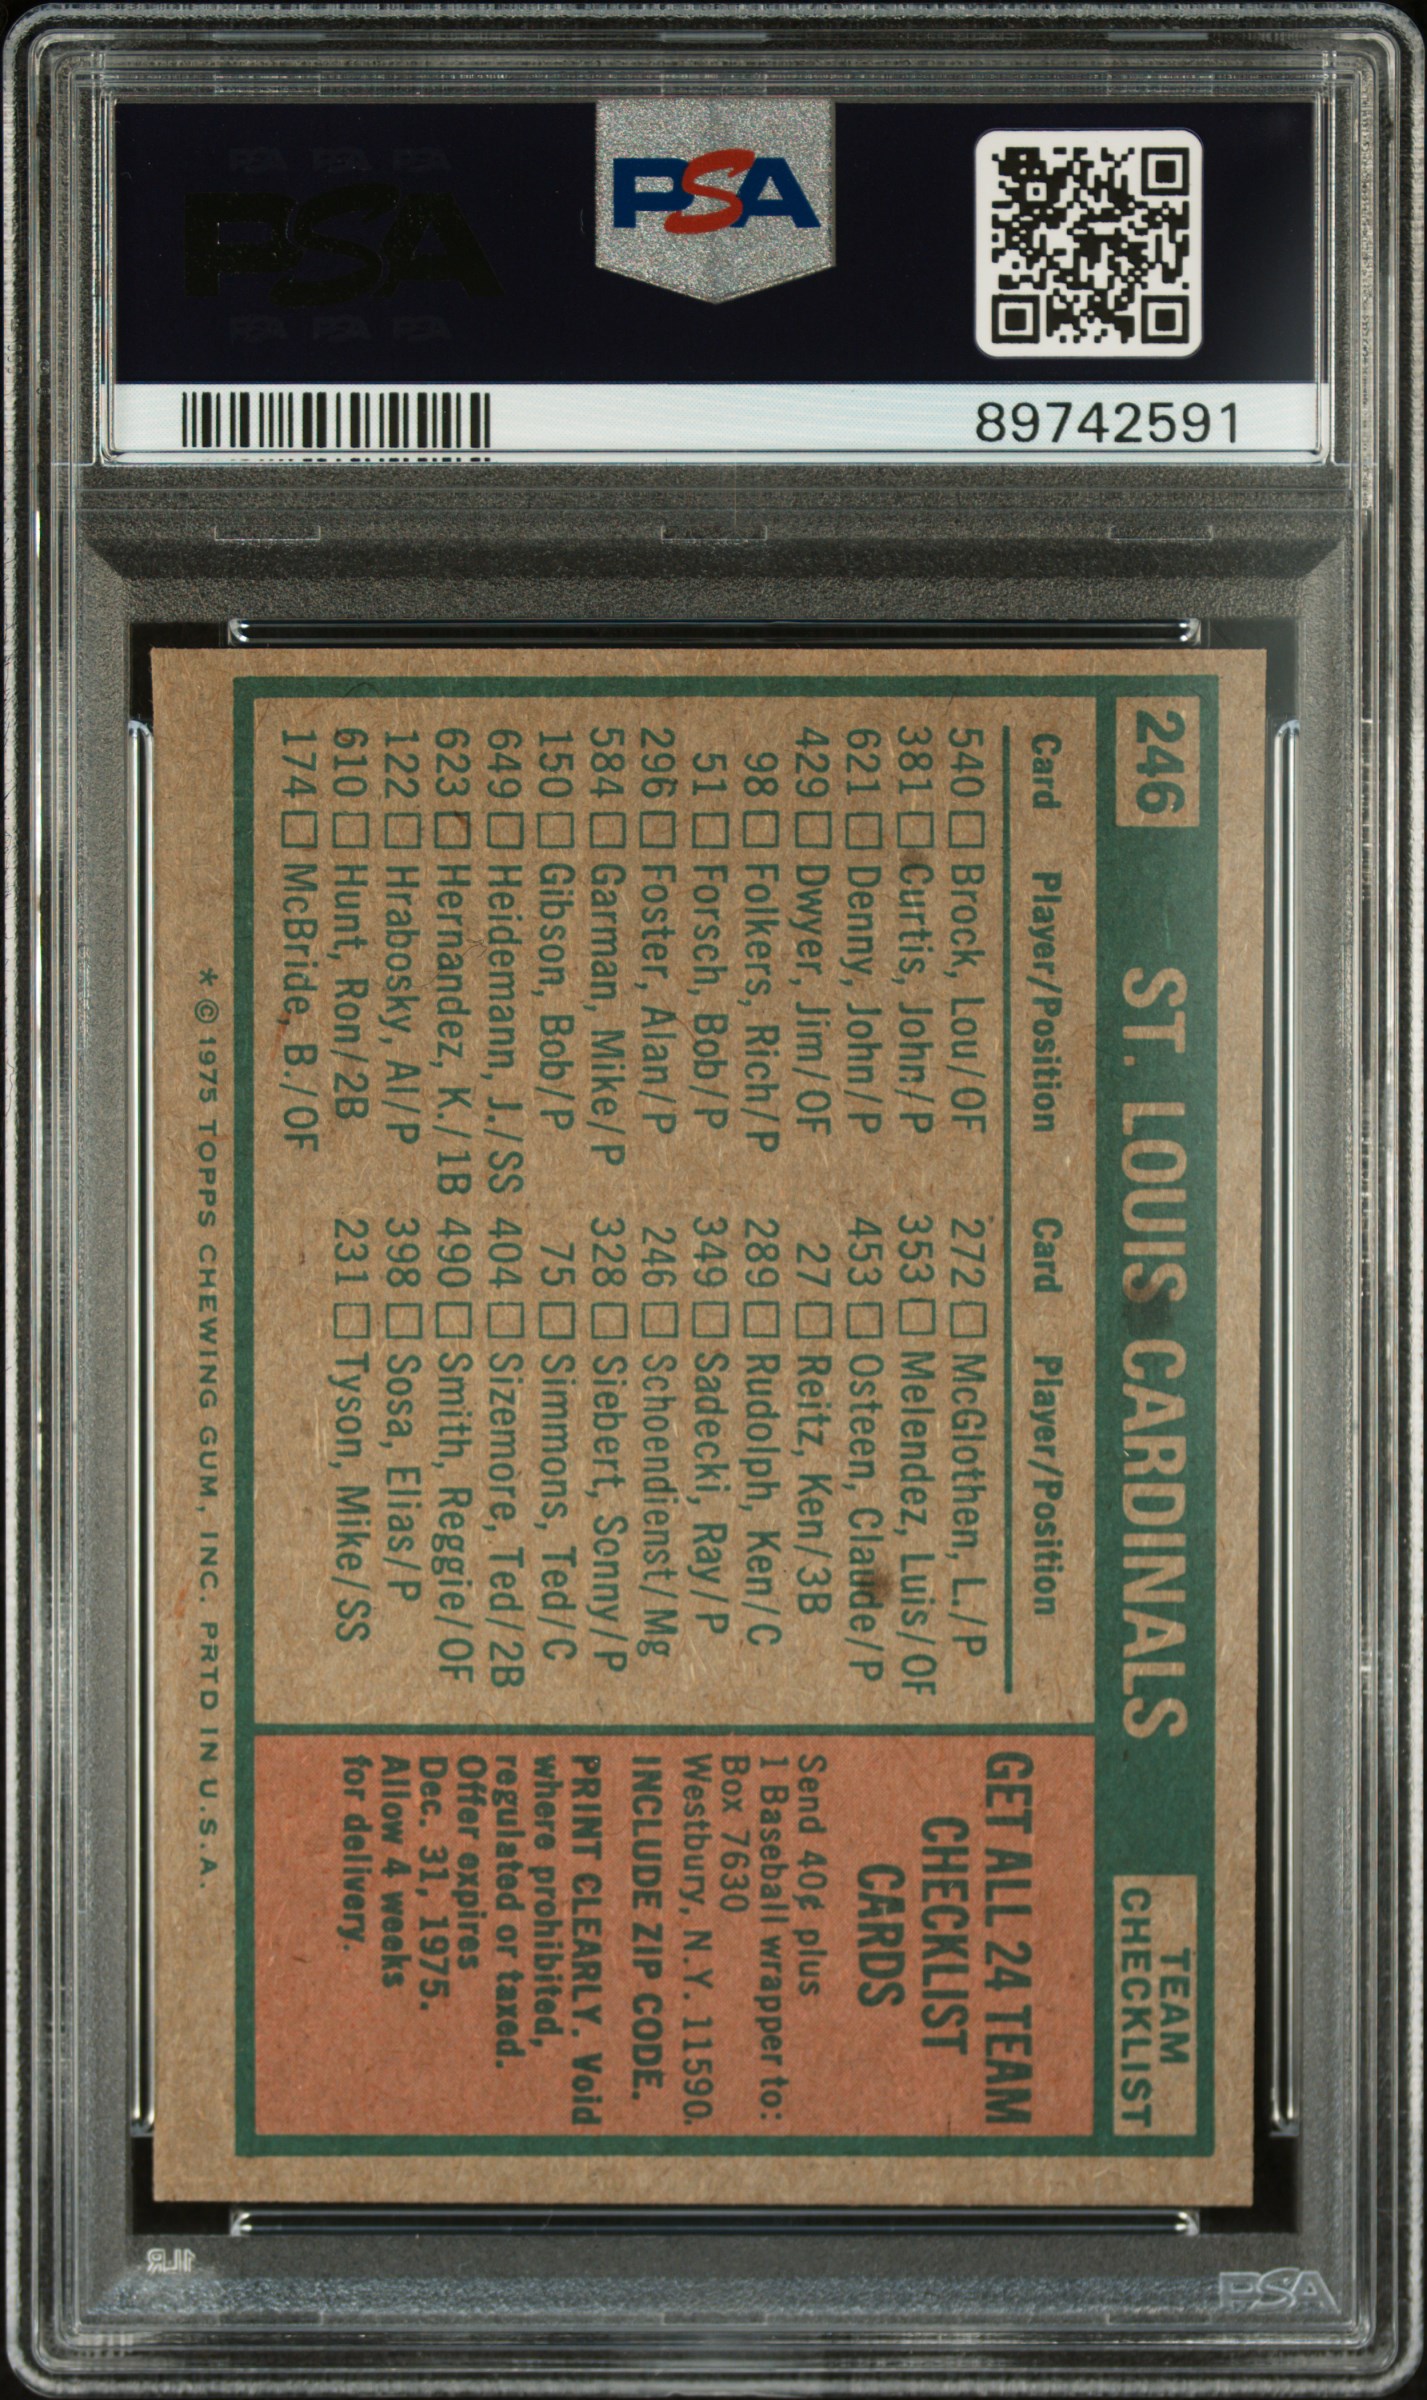 PSA
PSA PSA PSA
PSA
PSA PSA PSA
89742591
246 ST. LOUIS CARDINALS TEAM CHECKLIST
Card Player/Position Card Player/Position
540 Brock, Lou/OF 272 McGlothen, L./P
381 Curtis, John/P 353 Melendez, Luis/OF
621 Denny, John/P 453 Osteen, Claude/P
429 Dwyer, Jim/OF 27 Reitz, Ken/3B
98 Folkers, Rich/P 289 Rudolph, Ken/C
51 Forsch, Bob/P 349 Sadecki, Ray/P
296 Foster, Alan/P 246 Schoendienst/Mg
584 Garman, Mike/P 328 Siebert, Sonny/P
150 Gibson, Bob/P 75 Simmons, Ted/C
649 Heidemann, J./SS 404 Sizemore, Ted/2B
623 Hernandez, K./1B 490 Smith, Reggie/OF
122 Hrabosky, Al/P 398 Sosa, Elias/P
610 Hunt, Ron/2B 231 Tyson, Mike/SS
174 McBride, B./OF
GET ALL 24 TEAM
CHECKLIST
CARDS
Send 40¢ plus
1 Baseball wrapper to:
Box 7630
Westbury, N.Y. 11590.
INCLUDE ZIP CODE.
PRINT CLEARLY. Void
where prohibited,
regulated or taxed.
Offer expires
Dec. 31, 1975.
Allow 4 weeks
for delivery.
* © 1975 TOPPS CHEWING GUM, INC. PRTD IN U.S.A.
1LR
PSA